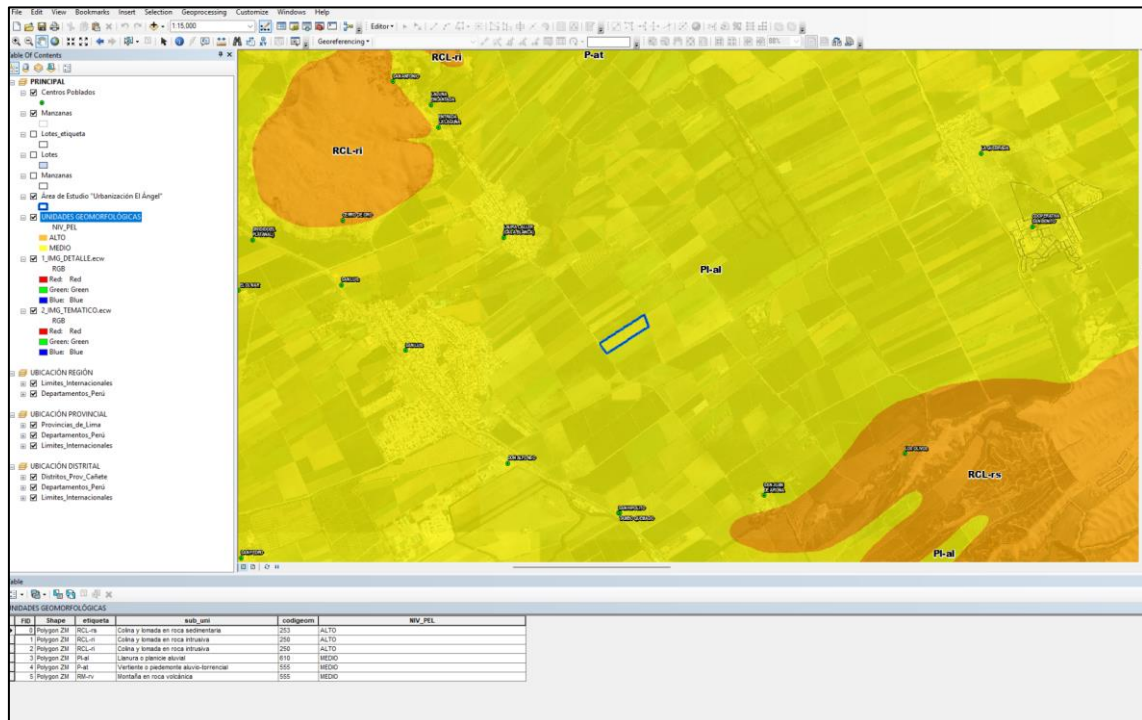 File Edit View Bookmarks Insert Selection Geoprocessing Customize Windows Help
1:15,000
Editor
Georeferencing
able Of Contents
PRINCIPAL
Centros Poblados
Manzanas
Lotes_etiqueta
Lotes
Manzanas
Área de Estudio "Urbanización El Ángel"
UNIDADES GEOMORFOLÓGICAS
NIV_PEL
ALTO
MEDIO
1_IMG_DETALLE.ecw
RGB
Red: Red
Green: Green
Blue: Blue
2_IMG_TEMATICO.ecw
RGB
Red: Red
Green: Green
Blue: Blue
UBICACIÓN REGIÓN
Limites_Internacionales
Departamentos_Perú
UBICACIÓN PROVINCIAL
Provincias_de_Lima
Departamentos_Perú
Limites_Internacionales
UBICACIÓN DISTRITAL
Distritos_Prov_Cañete
Departamentos_Perú
Limites_Internacionales
RCL-ri
P-at
RCL-ri
CERRO DE ORO
Pl-al
SAN LUIS
RCL-rs
Pl-al
able
UNIDADES GEOMORFOLÓGICAS
FID Shape etiqueta sub_uni codigeom NIV_PEL
0 Polygon ZM RCL-rs Colina y lomada en roca sedimentaria 253 ALTO
1 Polygon ZM RCL-ri Colina y lomada en roca intrusiva 250 ALTO
2 Polygon ZM RCL-ri Colina y lomada en roca intrusiva 250 ALTO
3 Polygon ZM Pl-al Llanura o planicie aluvial 610 MEDIO
4 Polygon ZM P-at Vertiente o piedemonte aluvio-torrencial 555 MEDIO
5 Polygon ZM RM-rv Montaña en roca volcánica 555 MEDIO